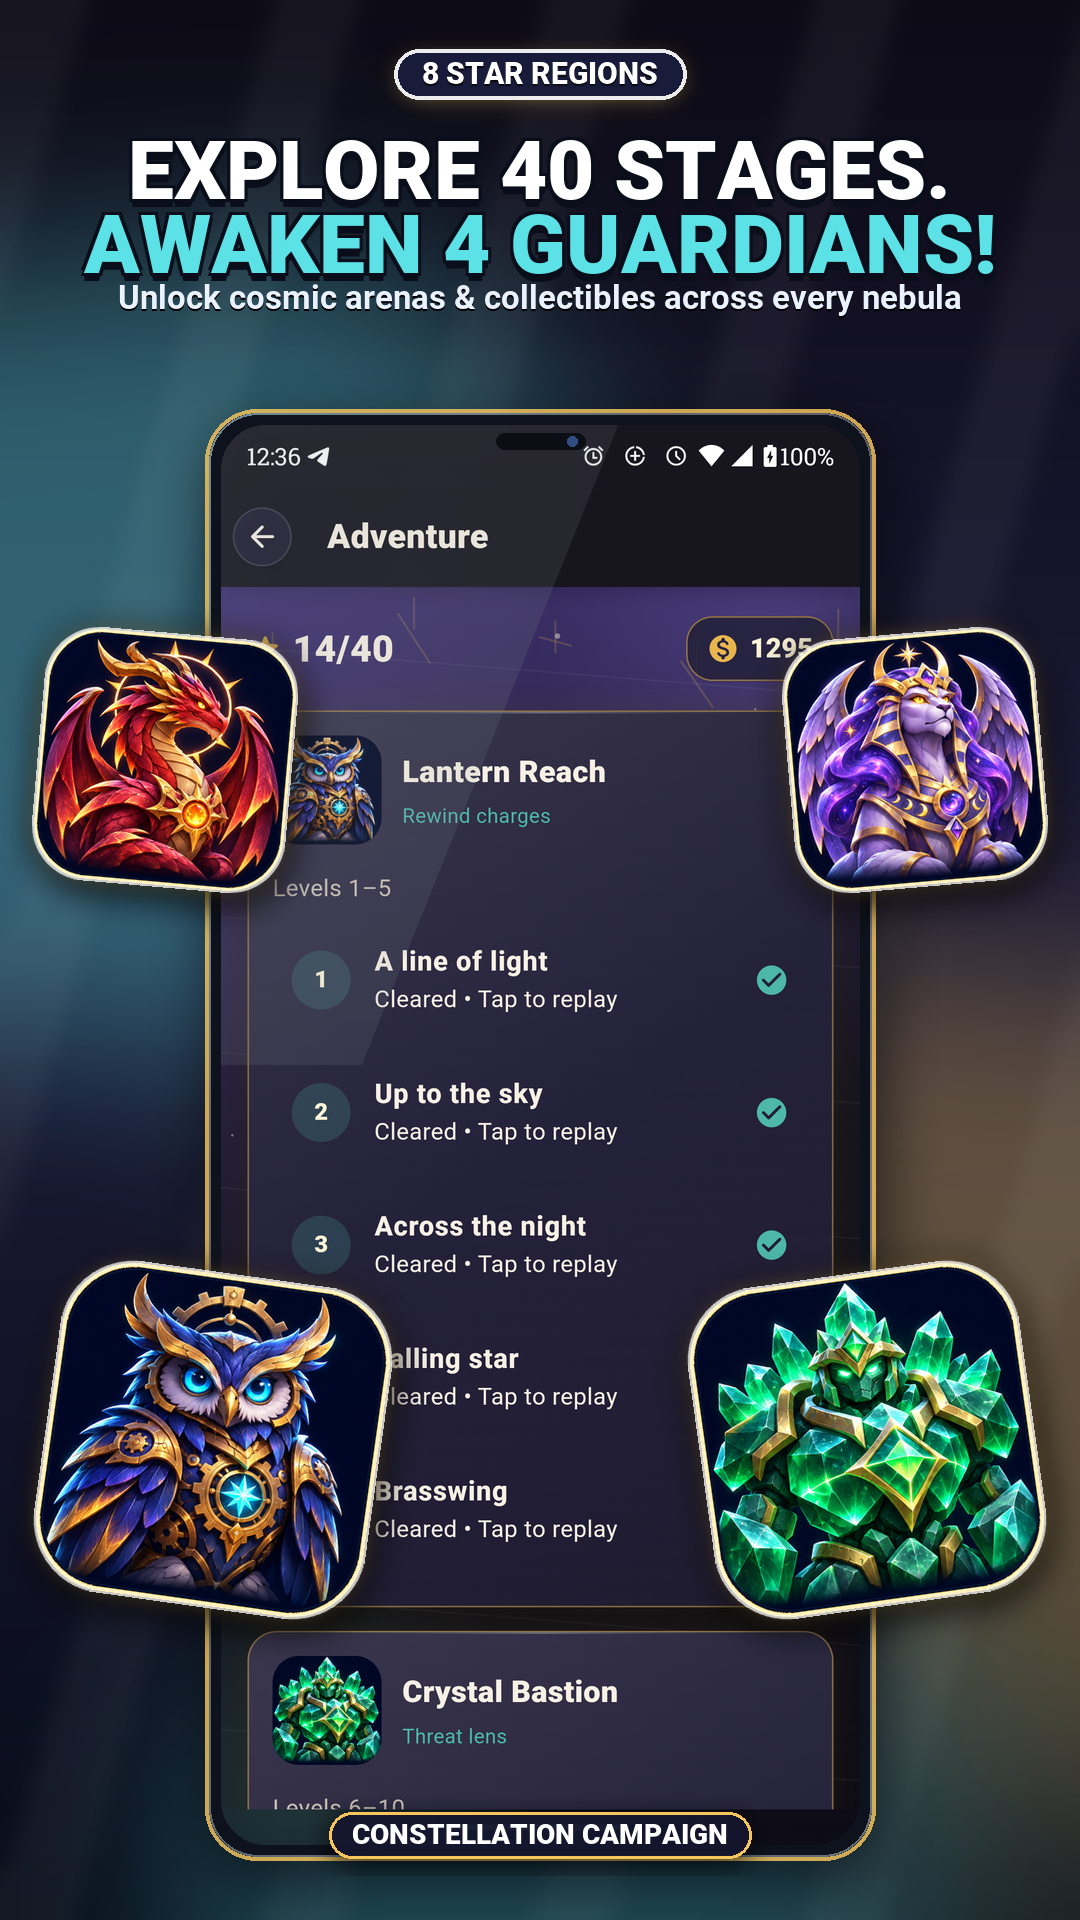 8 STAR REGIONS
EXPLORE 40 STAGES.
AWAKEN 4 GUARDIANS!
Unlock cosmic arenas & collectibles across every nebula
12:36
100%
Adventure
14/40
1295
Lantern Reach
Rewind charges
Levels 1–5
1
A line of light
Cleared • Tap to replay
2
Up to the sky
Cleared • Tap to replay
3
Across the night
Cleared • Tap to replay
alling star
leared • Tap to replay
Brasswing
Cleared • Tap to replay
Crystal Bastion
Threat lens
Levels 6–10
CONSTELLATION CAMPAIGN